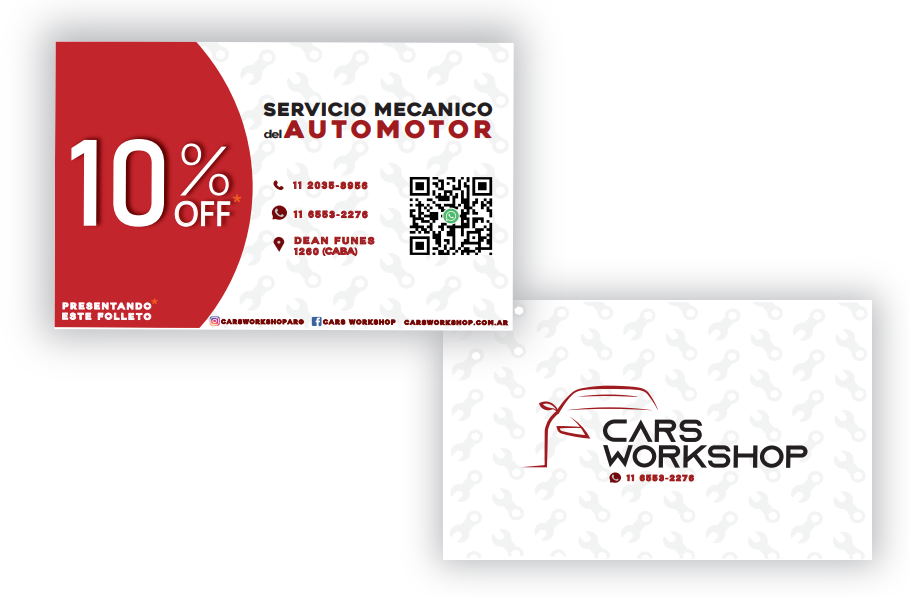 SERVICIO MECANICO
del AUTOMOTOR
10% OFF*
11 2035-8956
11 6553-2276
DEAN FUNES
1260 (CABA)
PRESENTANDO*
ESTE FOLLETO
CARSWORKSHOPARG
CARS WORKSHOP
CARSWORKSHOP.COM.AR
CARS
WORKSHOP
11 6553-2276